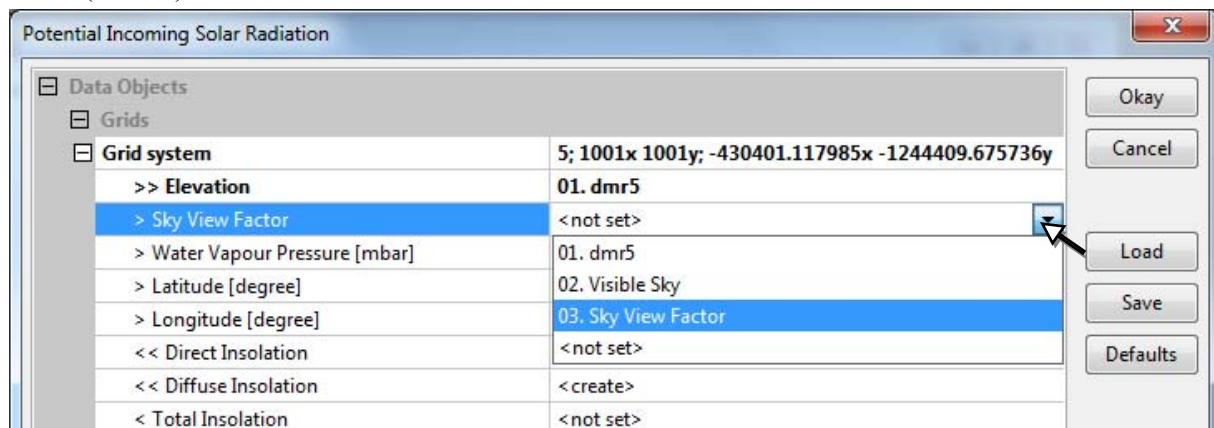 Potential Incoming Solar Radiation
Data Objects
Grids
Grid system 5; 1001x 1001y; -430401.117985x -1244409.675736y
>> Elevation 01. dmr5
> Sky View Factor <not set>
> Water Vapour Pressure [mbar] 01. dmr5
> Latitude [degree] 02. Visible Sky
> Longitude [degree] 03. Sky View Factor
<< Direct Insolation <not set>
<< Diffuse Insolation <create>
< Total Insolation <not set>
Okay
Cancel
Load
Save
Defaults